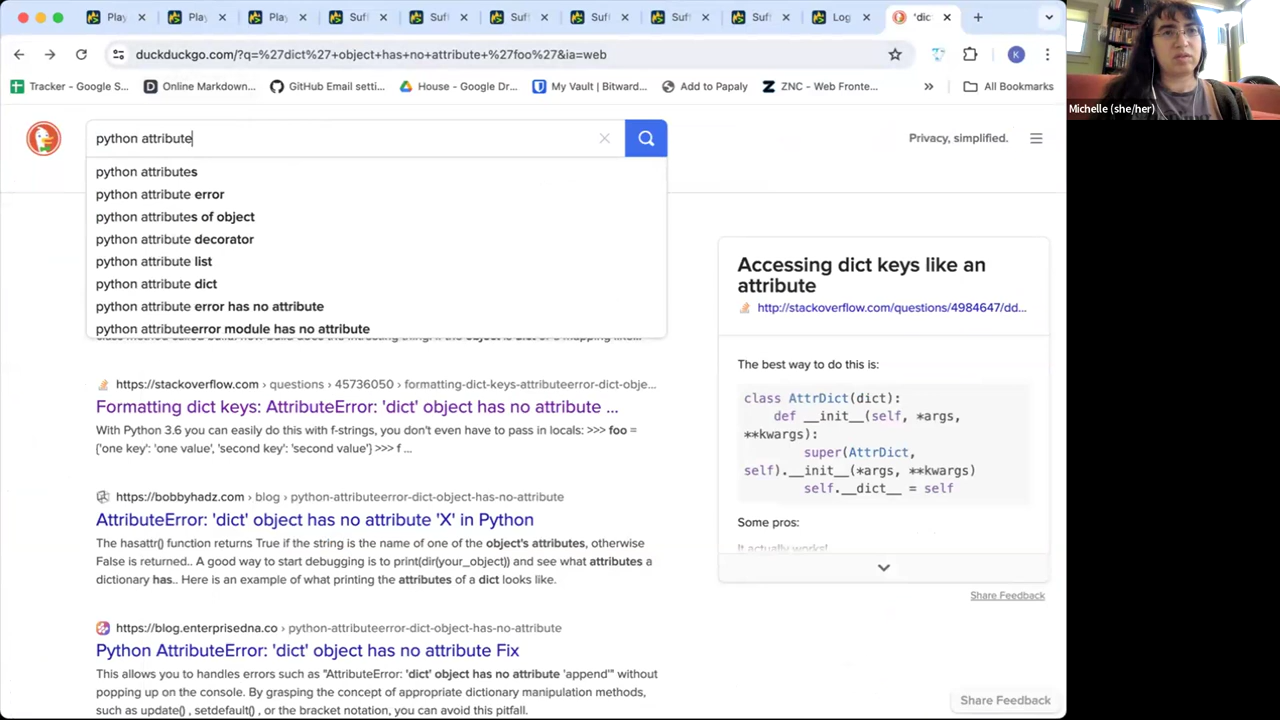 Play
Play
Play
Suff
Suf
Suf
Suf
Suf
Suf
Log
'dic
duckduckgo.com/?q=%27dict%27+object+has+no+attribute+%27foo%27&ia=web
K
Tracker - Google S...
Online Markdown...
GitHub Email setti...
House - Google Dr...
My Vault | Bitward...
Add to Papaly
ZNC - Web Fronte...
»
All Bookmarks
Michelle (she/her)
python attribute
Privacy, simplified.
python attributes
python attribute error
python attributes of object
python attribute decorator
python attribute list
python attribute dict
python attribute error has no attribute
python attributeerror module has no attribute
https://stackoverflow.com › questions › 45736050 › formatting-dict-keys-attributeerror-dict-obje...
Formatting dict keys: AttributeError: 'dict' object has no attribute ...
With Python 3.6 you can easily do this with f-strings, you don't even have to pass in locals: >>> foo =
{'one key': 'one value', 'second key': 'second value'} >>> f ...
https://bobbyhadz.com › blog › python-attributeerror-dict-object-has-no-attribute
AttributeError: 'dict' object has no attribute 'X' in Python
The hasattr() function returns True if the string is the name of one of the object's attributes, otherwise
False is returned.. A good way to start debugging is to print(dir(your_object)) and see what attributes a
dictionary has.. Here is an example of what printing the attributes of a dict looks like.
https://blog.enterprisedna.co › python-attributeerror-dict-object-has-no-attribute
Python AttributeError: 'dict' object has no attribute Fix
This allows you to handles errors such as "AttributeError: 'dict' object has no attribute 'append'" without
popping up on the console. By grasping the concept of appropriate dictionary manipulation methods,
such as update() , setdefault() , or the bracket notation, you can avoid this pitfall.
Accessing dict keys like an
attribute
http://stackoverflow.com/questions/4984647/dd...
The best way to do this is:
class AttrDict(dict):
def __init__(self, *args,
**kwargs):
super(AttrDict,
self).__init__(*args, **kwargs)
self.__dict__ = self
Some pros:
It actually works!
Share Feedback
Share Feedback